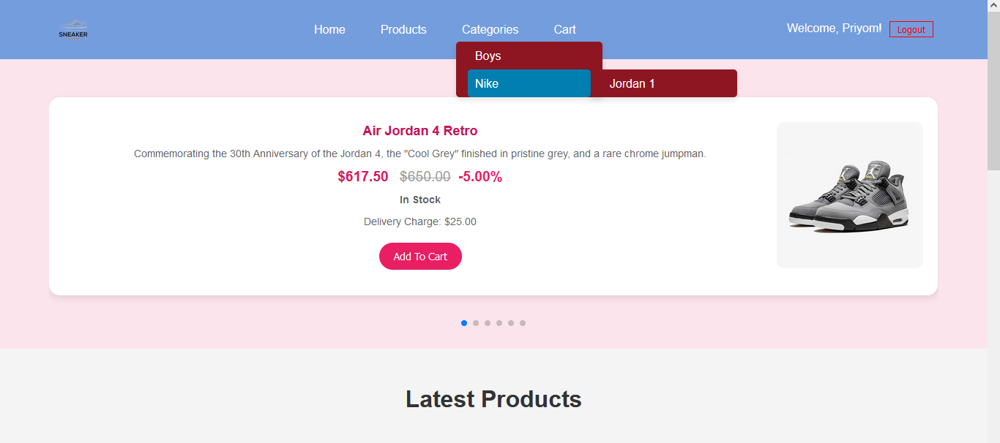 SNEAKER
Home Products Categories Cart
Welcome, Priyom! Logout
Boys
Nike Jordan 1
Air Jordan 4 Retro
Commemorating the 30th Anniversary of the Jordan 4, the "Cool Grey" finished in pristine grey, and a rare chrome jumpman.
$617.50 $650.00 -5.00%
In Stock
Delivery Charge: $25.00
Add To Cart
Latest Products